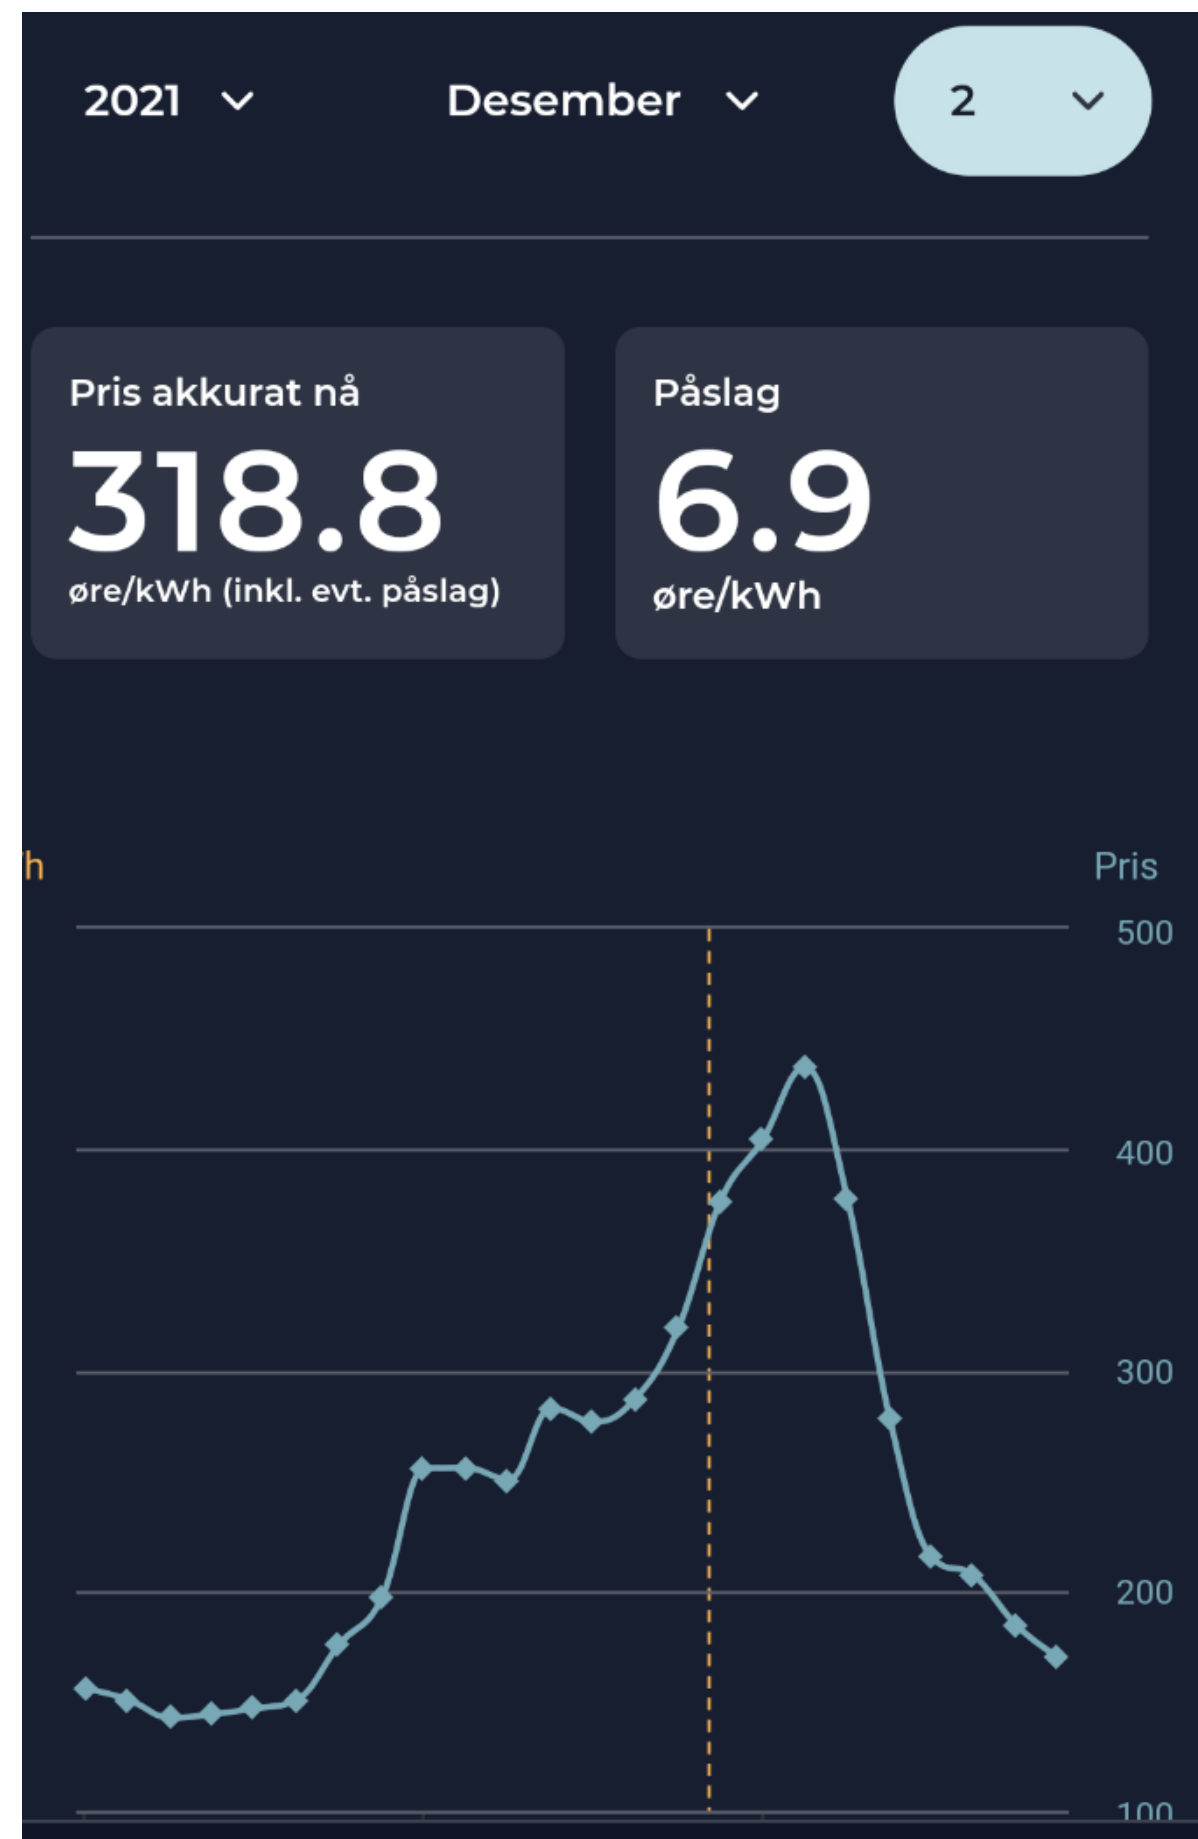 2021 Desember 2
Pris akkurat nå
318.8
øre/kWh (inkl. evt. påslag)
Påslag
6.9
øre/kWh
h Pris
500
400
300
200
100